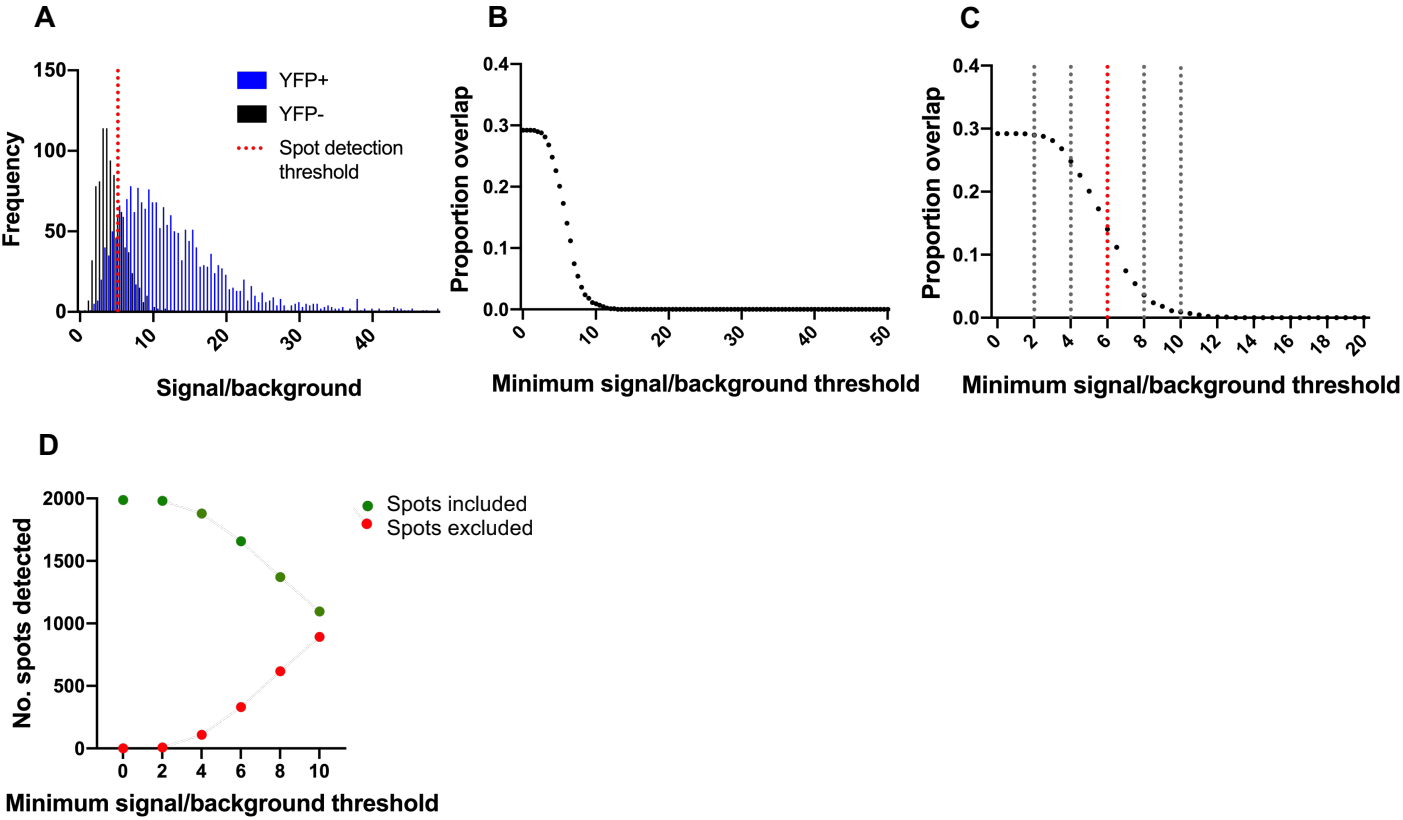 A
150
100
50
0
0
10
20
30
40
Frequency
Signal/background
YFP+
YFP-
Spot detection
threshold
B
0.4
0.3
0.2
0.1
0.0
0
10
20
30
40
50
Proportion overlap
Minimum signal/background threshold
C
0.4
0.3
0.2
0.1
0.0
0
2
4
6
8
10
12
14
16
18
20
Proportion overlap
Minimum signal/background threshold
D
2000
1500
1000
500
0
0
2
4
6
8
10
No. spots detected
Minimum signal/background threshold
Spots included
Spots excluded